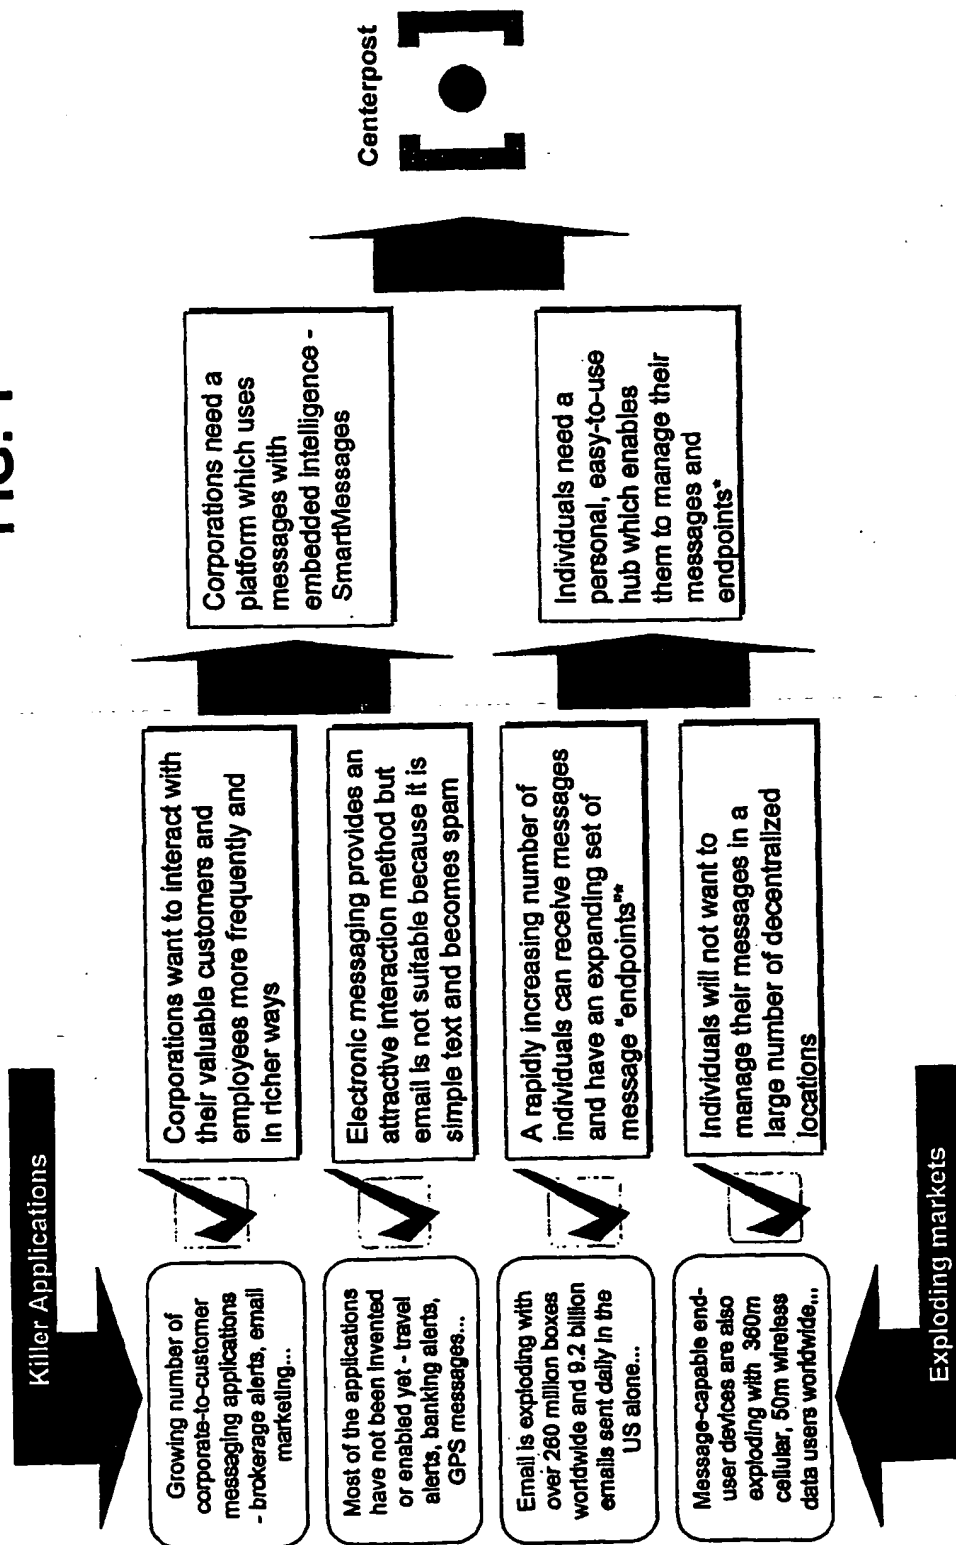 FIG. 1
Killer Applications
Growing number of
corporate-to-customer
messaging applications
- brokerage alerts, email
marketing...
Corporations want to interact with
their valuable customers and
employees more frequently and
in richer ways
Most of the applications
have not been invented
or enabled yet - travel
alerts, banking alerts,
GPS messages...
Electronic messaging provides an
attractive interaction method but
email is not suitable because it is
simple text and becomes spam
Corporations need a
platform which uses
messages with
embedded intelligence -
SmartMessages
Email is exploding with
over 260 million boxes
worldwide and 9.2 billion
emails sent daily in the
US alone...
A rapidly increasing number of
individuals can receive messages
and have an expanding set of
message "endpoints"*
Message-capable end-
user devices are also
exploding with 360m
cellular, 50m wireless
data users worldwide...
Individuals will not want to
manage their messages in a
large number of decentralized
locations
Individuals need a
personal, easy-to-use
hub which enables
them to manage their
messages and
endpoints*
Exploding markets
Centerpost